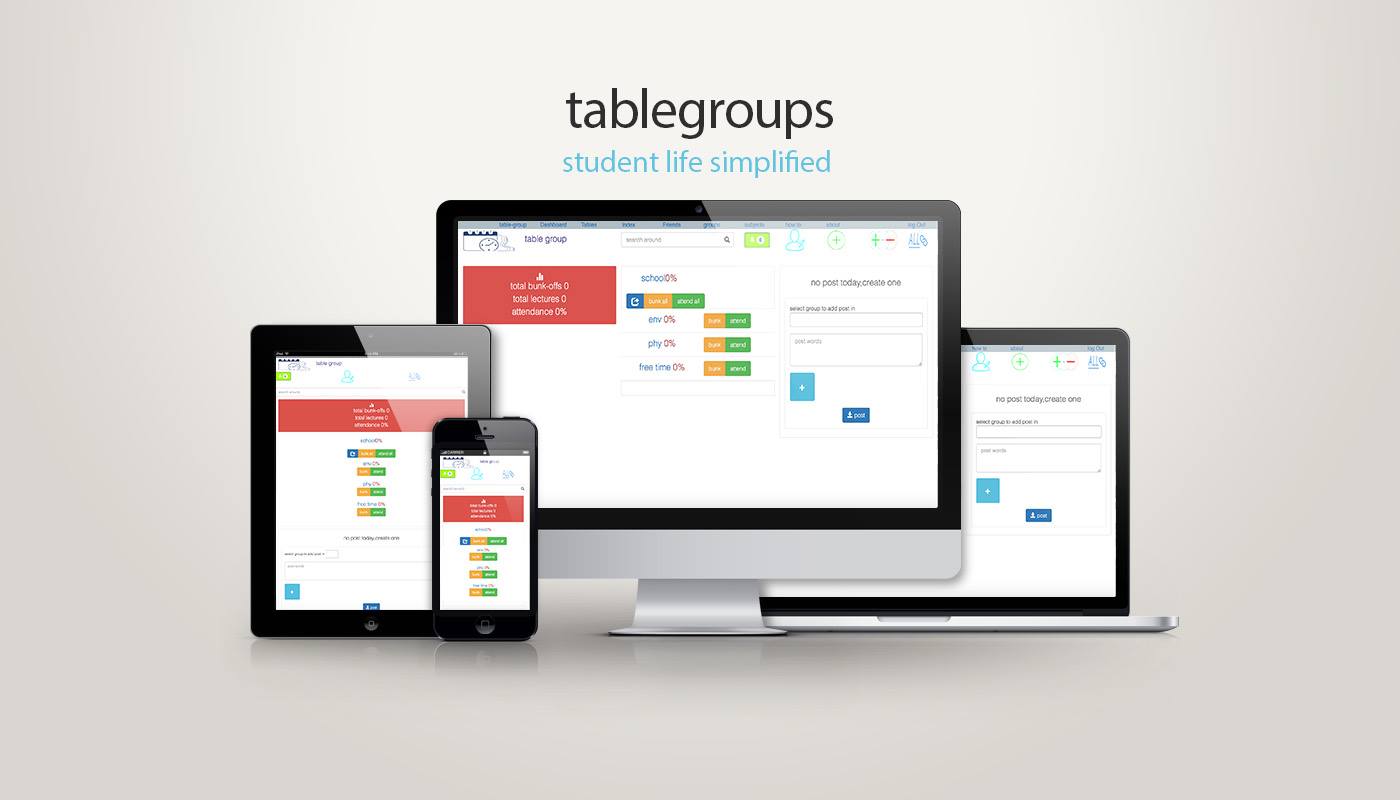 tablegroups
student life simplified
table-group Dashboard Tables Index Friends groups subjects how to about log Out
table group
search around
ALL
total bunk-offs 0
total lectures 0
attendance 0%
school0%
bunk all attend all
env 0%
bunk attend
phy 0%
bunk attend
free time 0%
bunk attend
no post today,create one
select group to add post in
post words
+
post
table group
ALL
search around
total bunk-offs 0
total lectures 0
attendance 0%
school0%
bunk all attend all
env 0%
bunk attend
phy 0%
bunk attend
free time 0%
bunk attend
no post today,create one
select group to add post in
post words
+
post
CARRIER
table group
ALL
search around
total bunk-offs 0
total lectures 0
attendance 0%
school0%
bunk all attend all
env 0%
bunk attend
phy 0%
bunk attend
free time 0%
bunk attend
how to about log Out
ALL
no post today,create one
select group to add post in
post words
+
post